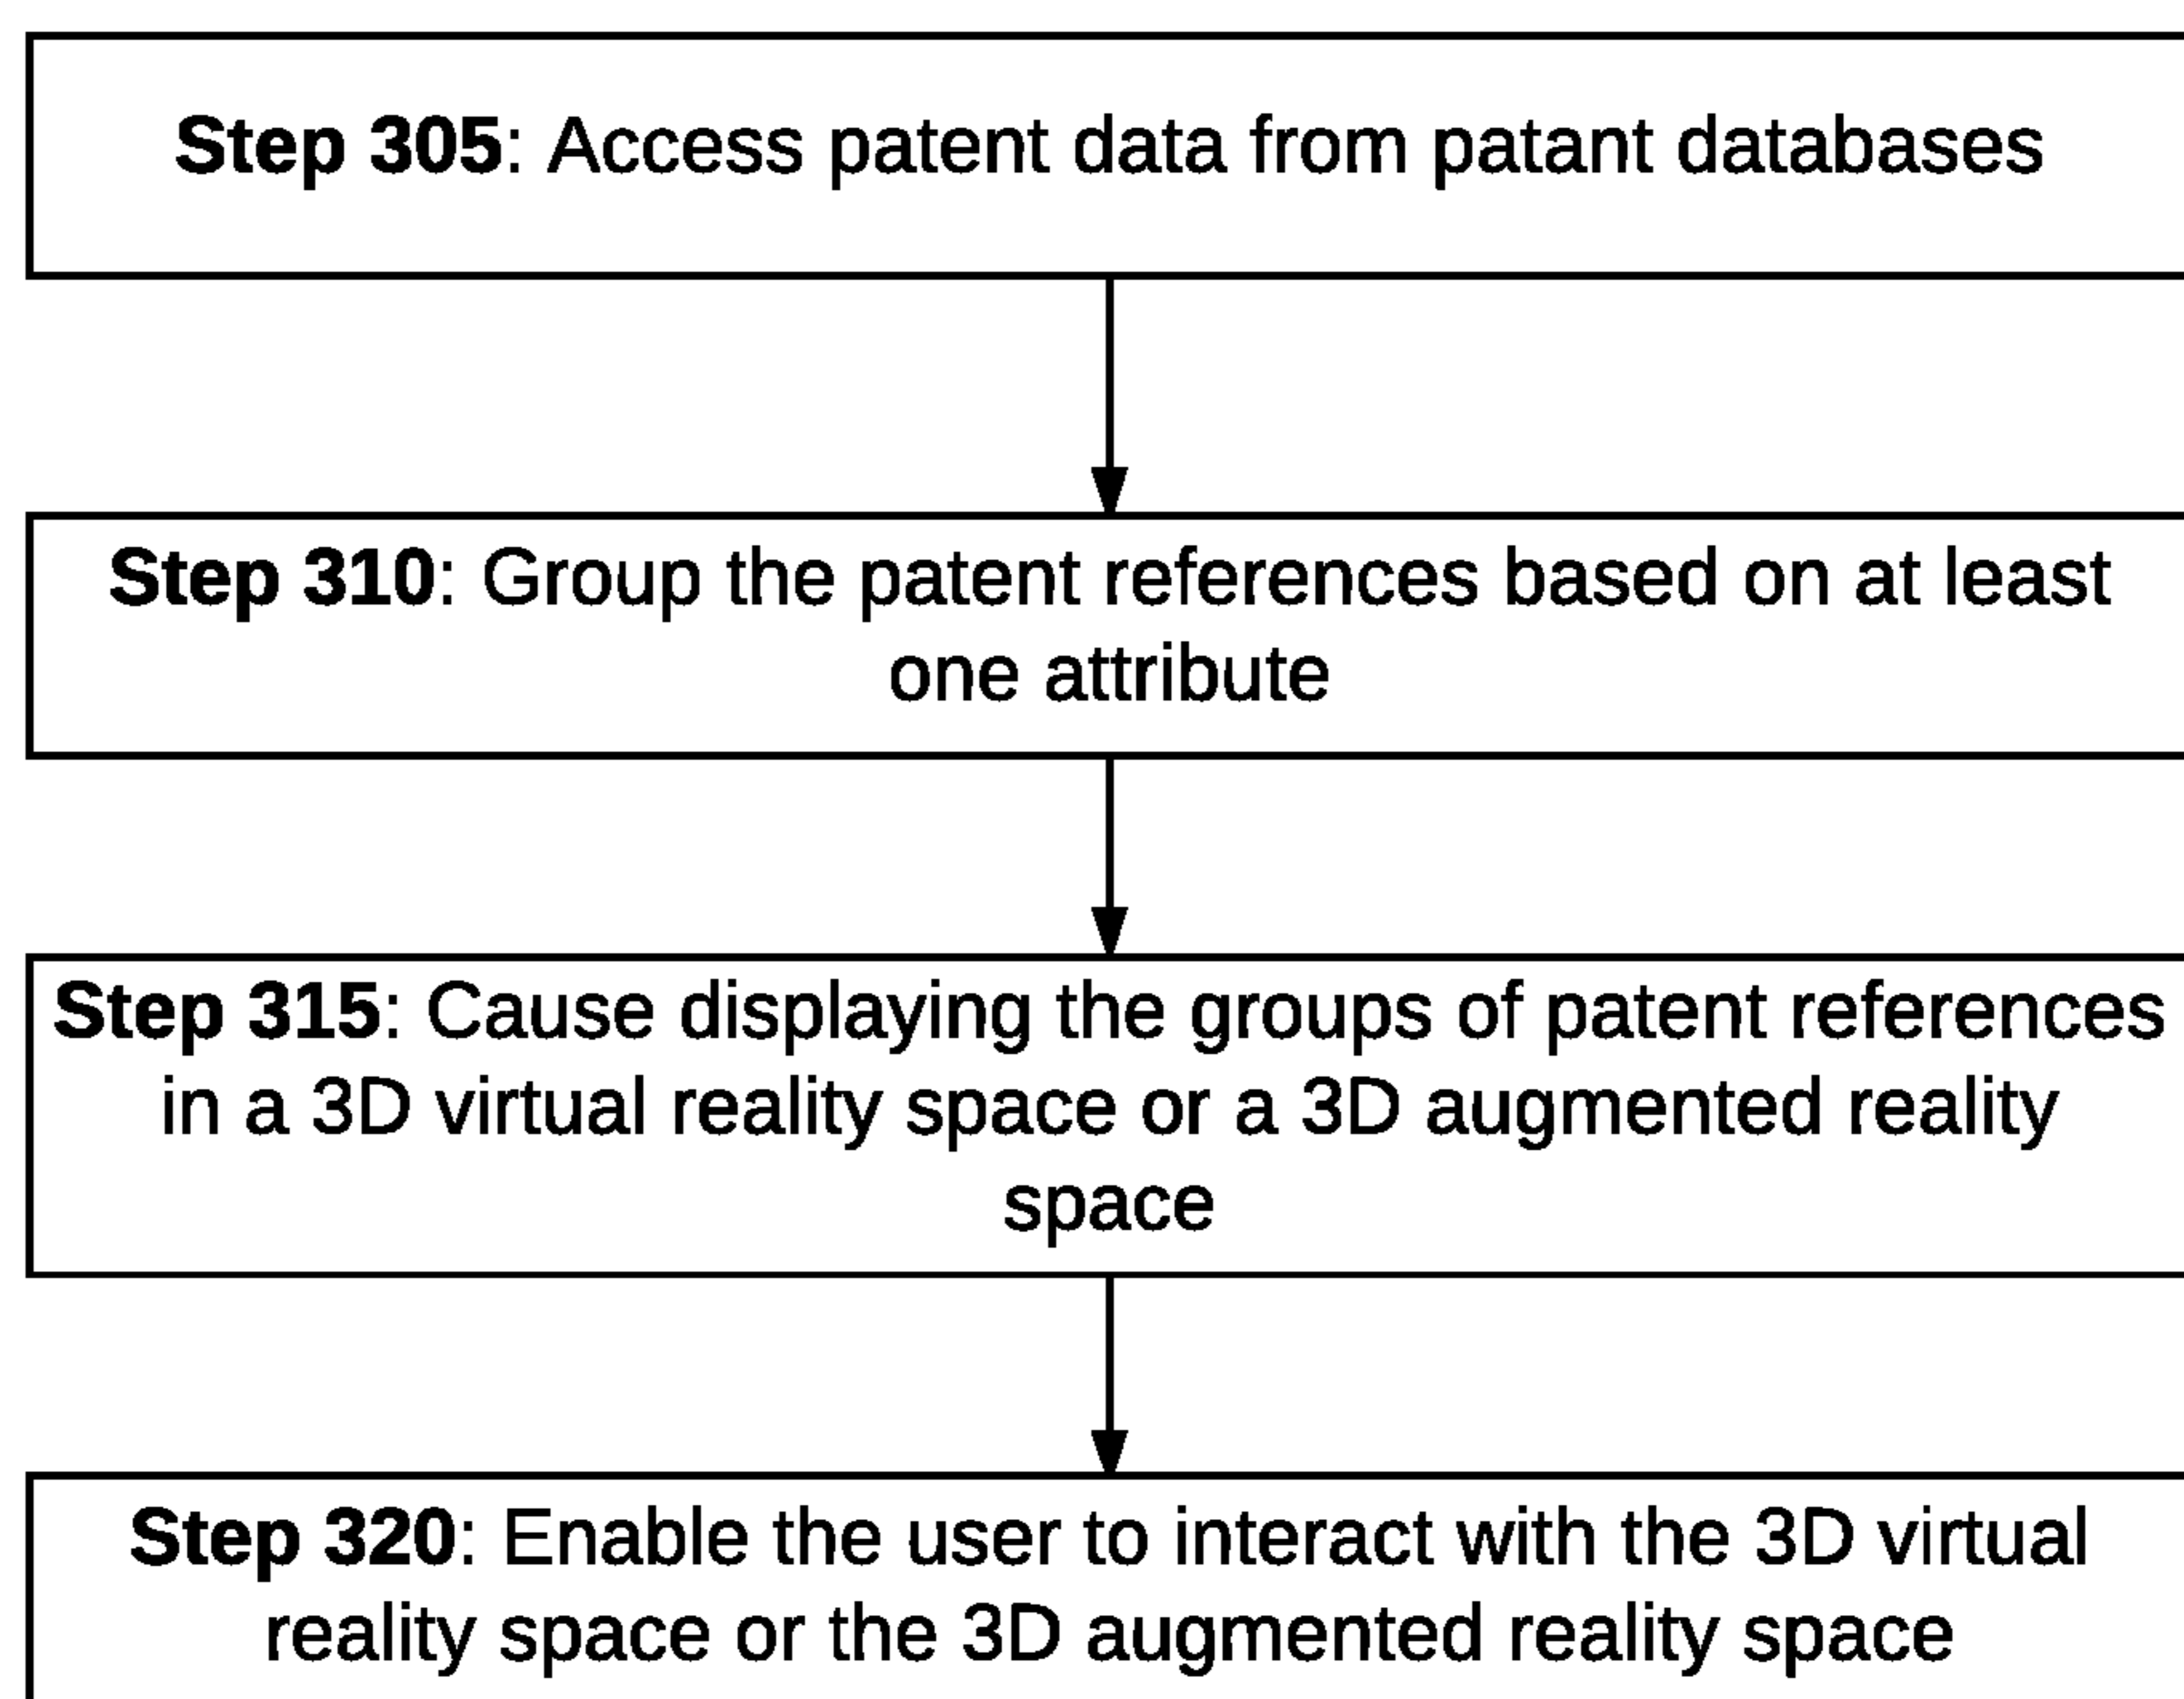 Step 305: Access patent data from patant databases
Step 310: Group the patent references based on at least
one attribute
Step 315: Cause displaying the groups of patent references
in a 3D virtual reality space or a 3D augmented reality
space
Step 320: Enable the user to interact with the 3D virtual
reality space or the 3D augmented reality space